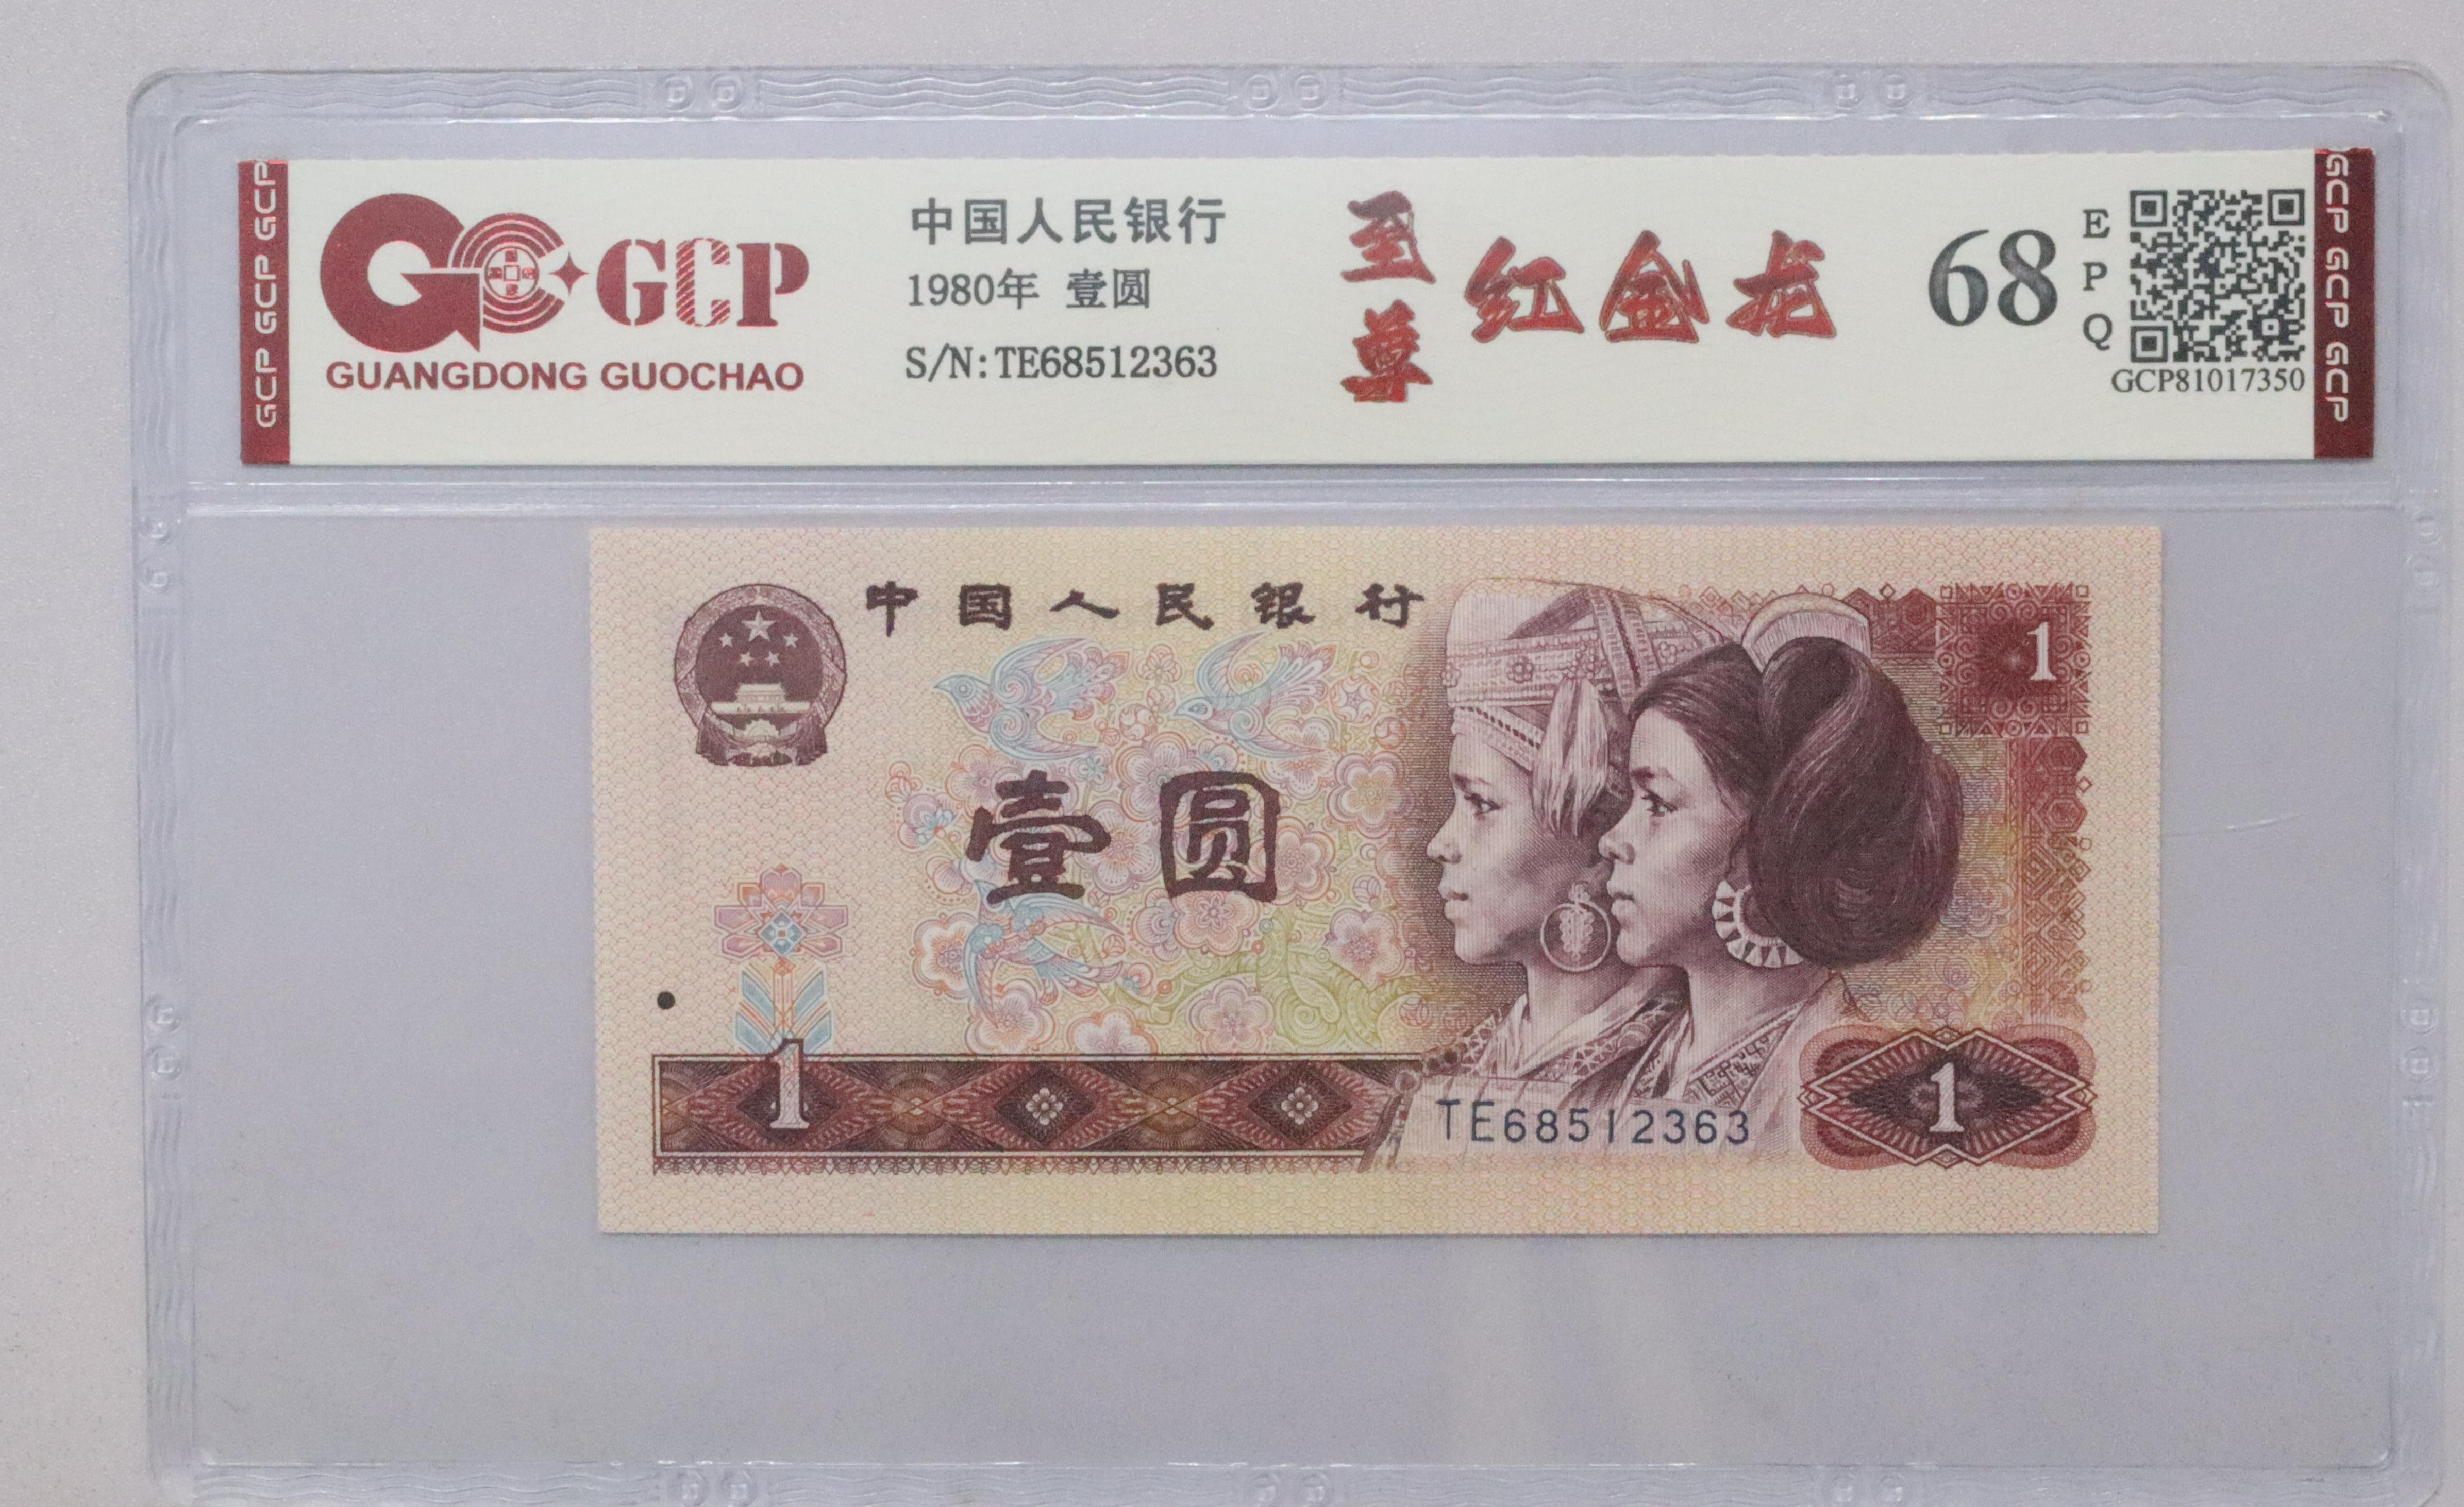 GCP GCP GCP
GCP
GUANGDONG GUOCHAO
中国人民银行
1980年 壹圆
S/N:TE68512363
至尊
红金龙
68
EPQ
GCP81017350
GCP GCP GCP
中国人民银行
1
壹圆
1
TE68512363
1